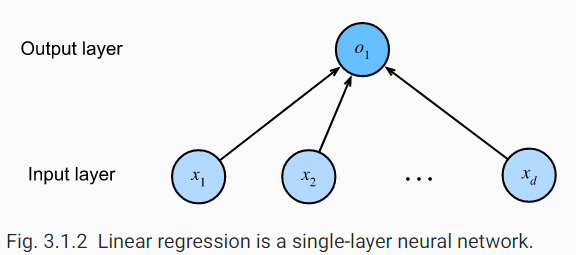 Output layer
o1
Input layer
x1 x2 ... xd
Fig. 3.1.2 Linear regression is a single-layer neural network.